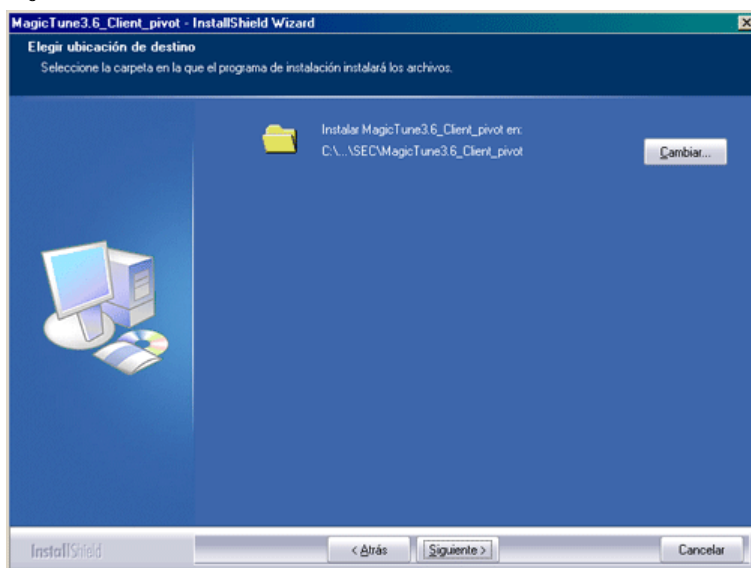 MagicTune3.6_Client_pivot - InstallShield Wizard
Elegir ubicación de destino
Seleccione la carpeta en la que el programa de instalación instalará los archivos.
Instalar MagicTune3.6_Client_pivot en:
C:\...\SEC\MagicTune3.6_Client_pivot
Cambiar...
InstallShield
< Atrás
Siguiente >
Cancelar